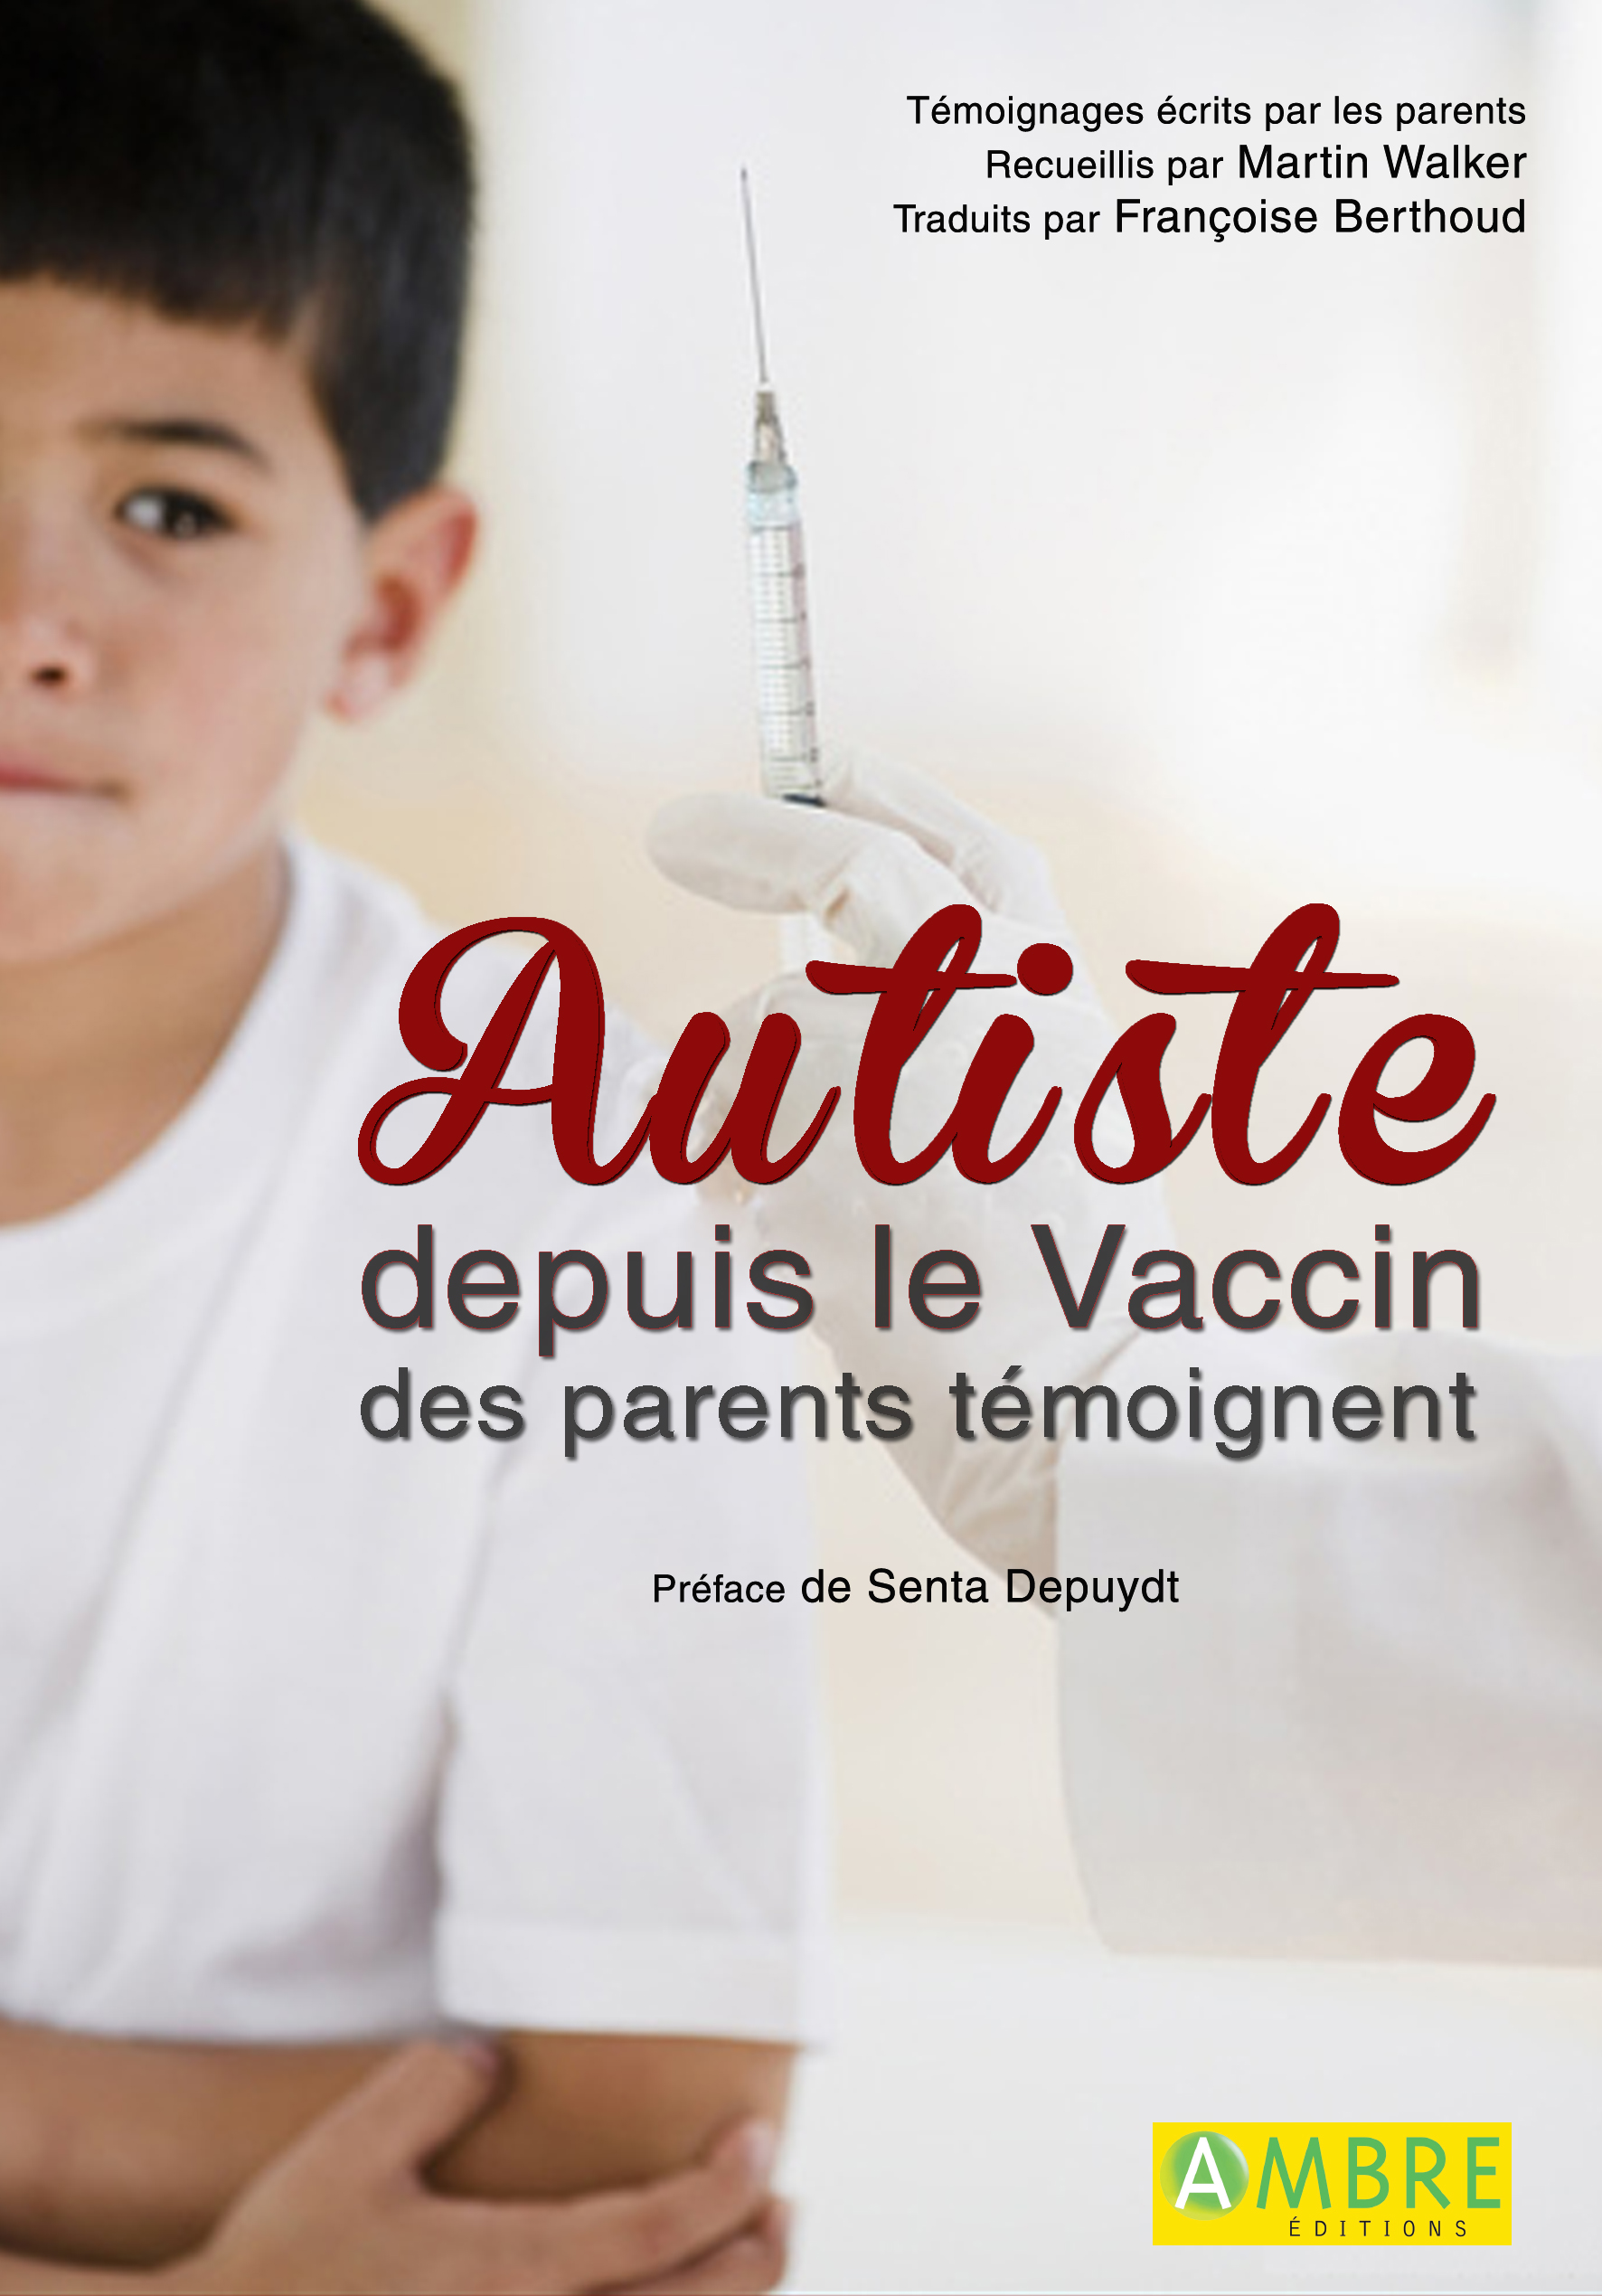 Témoignages écrits par les parents
Recueillis par Martin Walker
Traduits par Françoise Berthoud
Autiste
depuis le Vaccin
des parents témoignent
Préface de Senta Depuydt
AMBRE
ÉDITIONS